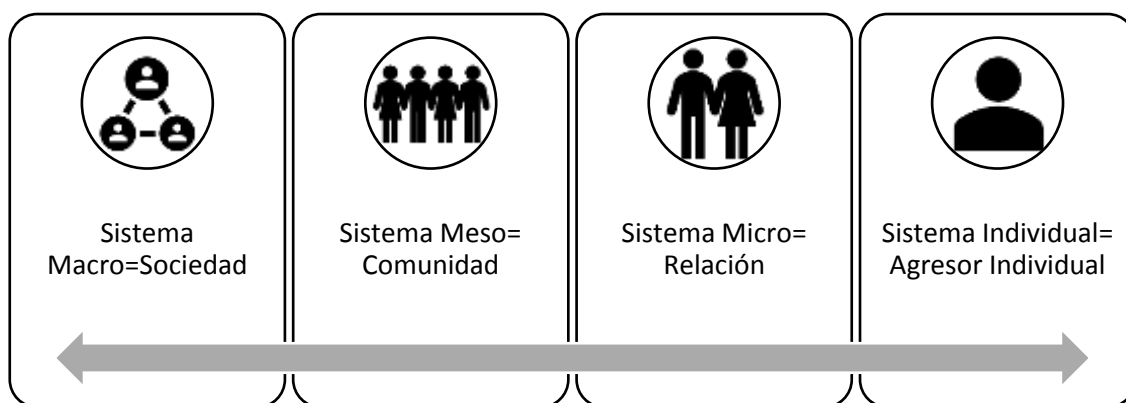 Sistema
Macro=Sociedad
Sistema Meso=
Comunidad
Sistema Micro=
Relación
Sistema Individual=
Agresor Individual